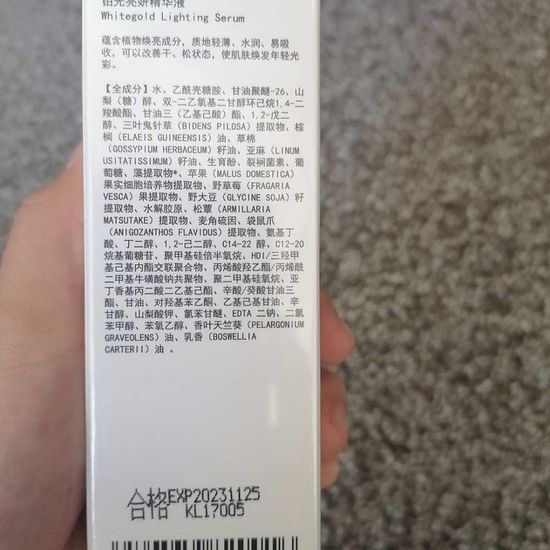 铂光亮妍精华液
Whitegold Lighting Serum
蕴含植物焕亮成分，质地轻薄、水润、易吸
收，可以改善干、松状态，使肌肤焕发年轻光
彩。
【全成分】水、乙酰壳糖胺、甘油聚醚-26、山
梨（糖）醇、双-二乙氧基二甘醇环己烷1,4-二
羧酸酯、甘油三（乙基己酸）酯、1,2-戊二
醇、三叶鬼针草（BIDENS PILOSA）提取物、棕
榈（ELAEIS GUINEENSIS）油、草棉
（GOSSYPIUM HERBACEUM）籽油、亚麻（LINUM
USITATISSIMUM）籽油、生育酚、裂裥菌素、葡
萄糖、藻提取物*、苹果（MALUS DOMESTICA）
果实细胞培养物提取物、野草莓（FRAGARIA
VESCA）果提取物、野大豆（GLYCINE SOJA）籽
提取物、水解胶原、松蕈（ARMILLARIA
MATSUTAKE）提取物、麦角硫因、袋鼠爪
（ANIGOZANTHOS FLAVIDUS）提取物、氨基丁
酸、丁二醇、1,2-己二醇、C14-22 醇、C12-20
烷基葡糖苷、聚甲基硅倍半氧烷、HDI/三羟甲
基己基内酯交联聚合物、丙烯酸羟乙酯/丙烯酰
二甲基牛磺酸钠共聚物、聚二甲基硅氧烷、亚
丁香基丙二酸二乙基己酯、辛酸/癸酸甘油三
酯、甘油、对羟基苯乙酮、乙基己基甘油、辛
甘醇、山梨酸钾、氯苯甘醚、EDTA 二钠、二氯
苯甲醇、苯氧乙醇、香叶天竺葵（PELARGONIUM
GRAVEOLENS）油、乳香（BOSWELLIA
CARTERII）油 。
合格EXP20231125
KL17005